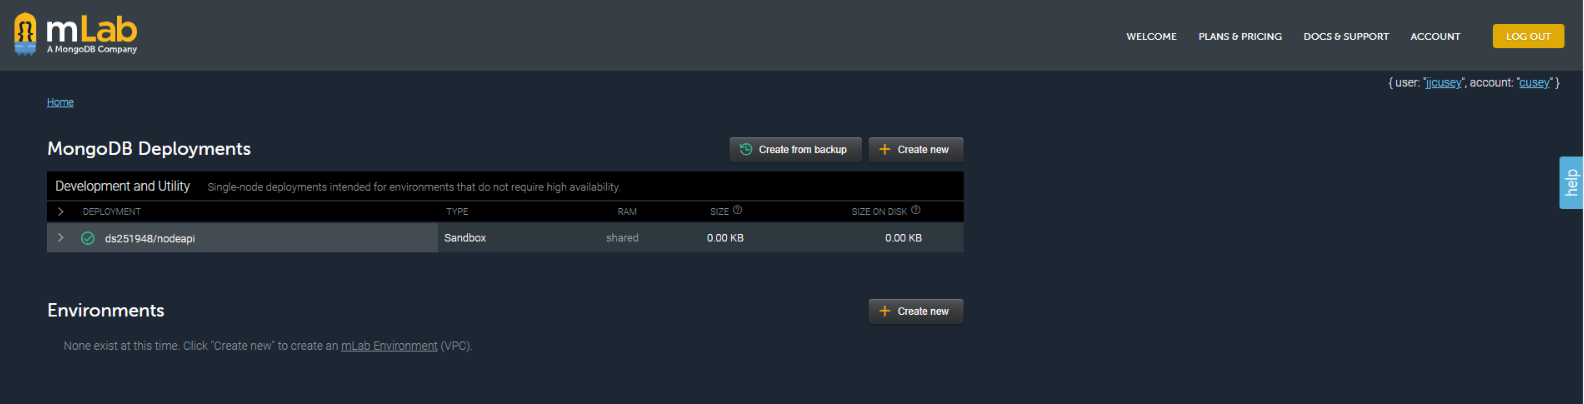 mLab
A MongoDB Company
WELCOME PLANS & PRICING DOCS & SUPPORT ACCOUNT LOG OUT
{ user: "jjcusey", account: "cusey" }
Home
MongoDB Deployments
Create from backup
Create new
Development and Utility Single-node deployments intended for environments that do not require high availability.
DEPLOYMENT TYPE RAM SIZE ? SIZE ON DISK ?
ds251948/nodeapi Sandbox shared 0.00 KB 0.00 KB
help
Environments
Create new
None exist at this time. Click "Create new" to create an mLab Environment (VPC).